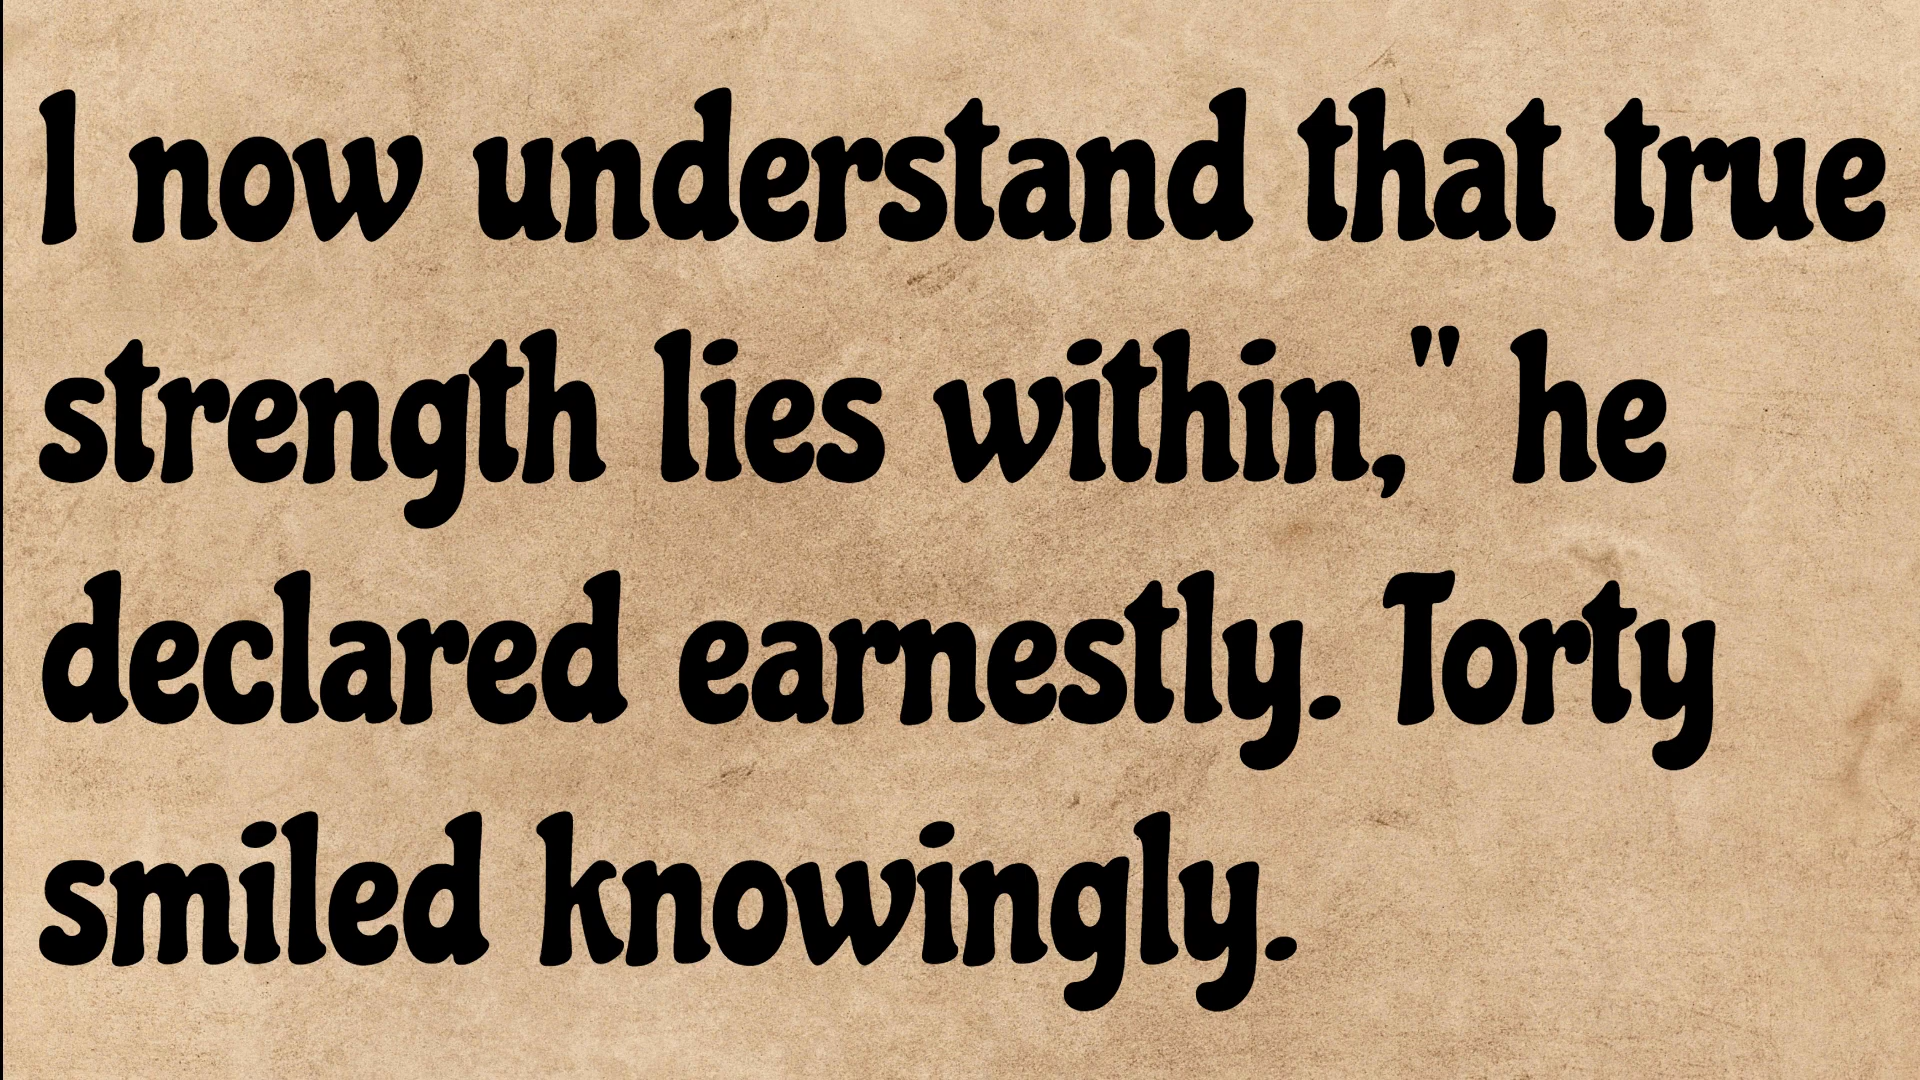 I now understand that true
strength lies within," he
declared earnestly. Torty
smiled knowingly.